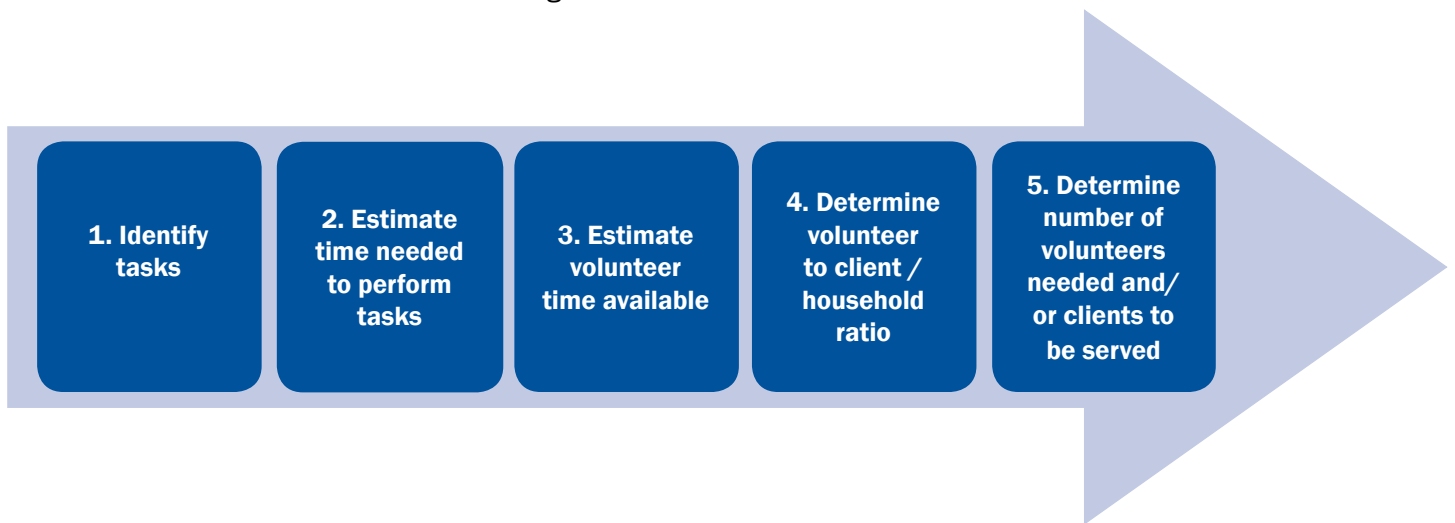 g
1. Identify
tasks
2. Estimate
time needed
to perform
tasks
3. Estimate
volunteer
time available
4. Determine
volunteer
to client /
household
ratio
5. Determine
number of
volunteers
needed and/
or clients to
be served